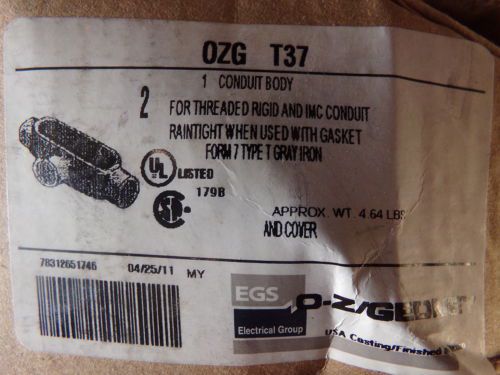 OZG T37
1 CONDUIT BODY
2
FOR THREADED RIGID AND IMC CONDUIT
RAINTIGHT WHEN USED WITH GASKET
FORM 7 TYPE T GRAY IRON
UL LISTED
179B
APPROX. WT. 4.64 LBS
AND COVER
78312651746 04/25/11 MY
EGS
Electrical Group
O-Z/GE
USA Casting/Finished